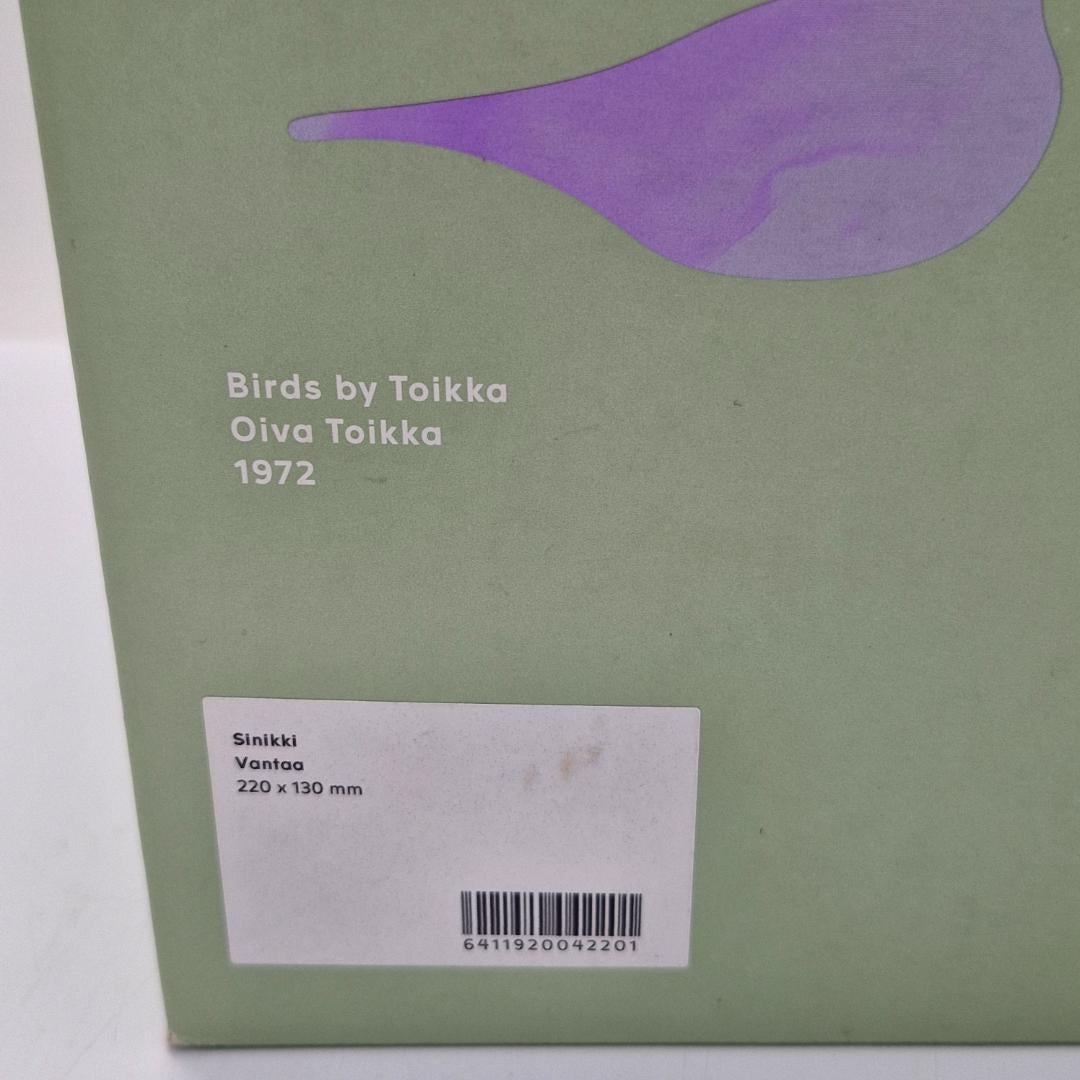 Birds by Toikka
Oiva Toikka
1972
Sinikki
Vantaa
220 x 130 mm
6411920042201